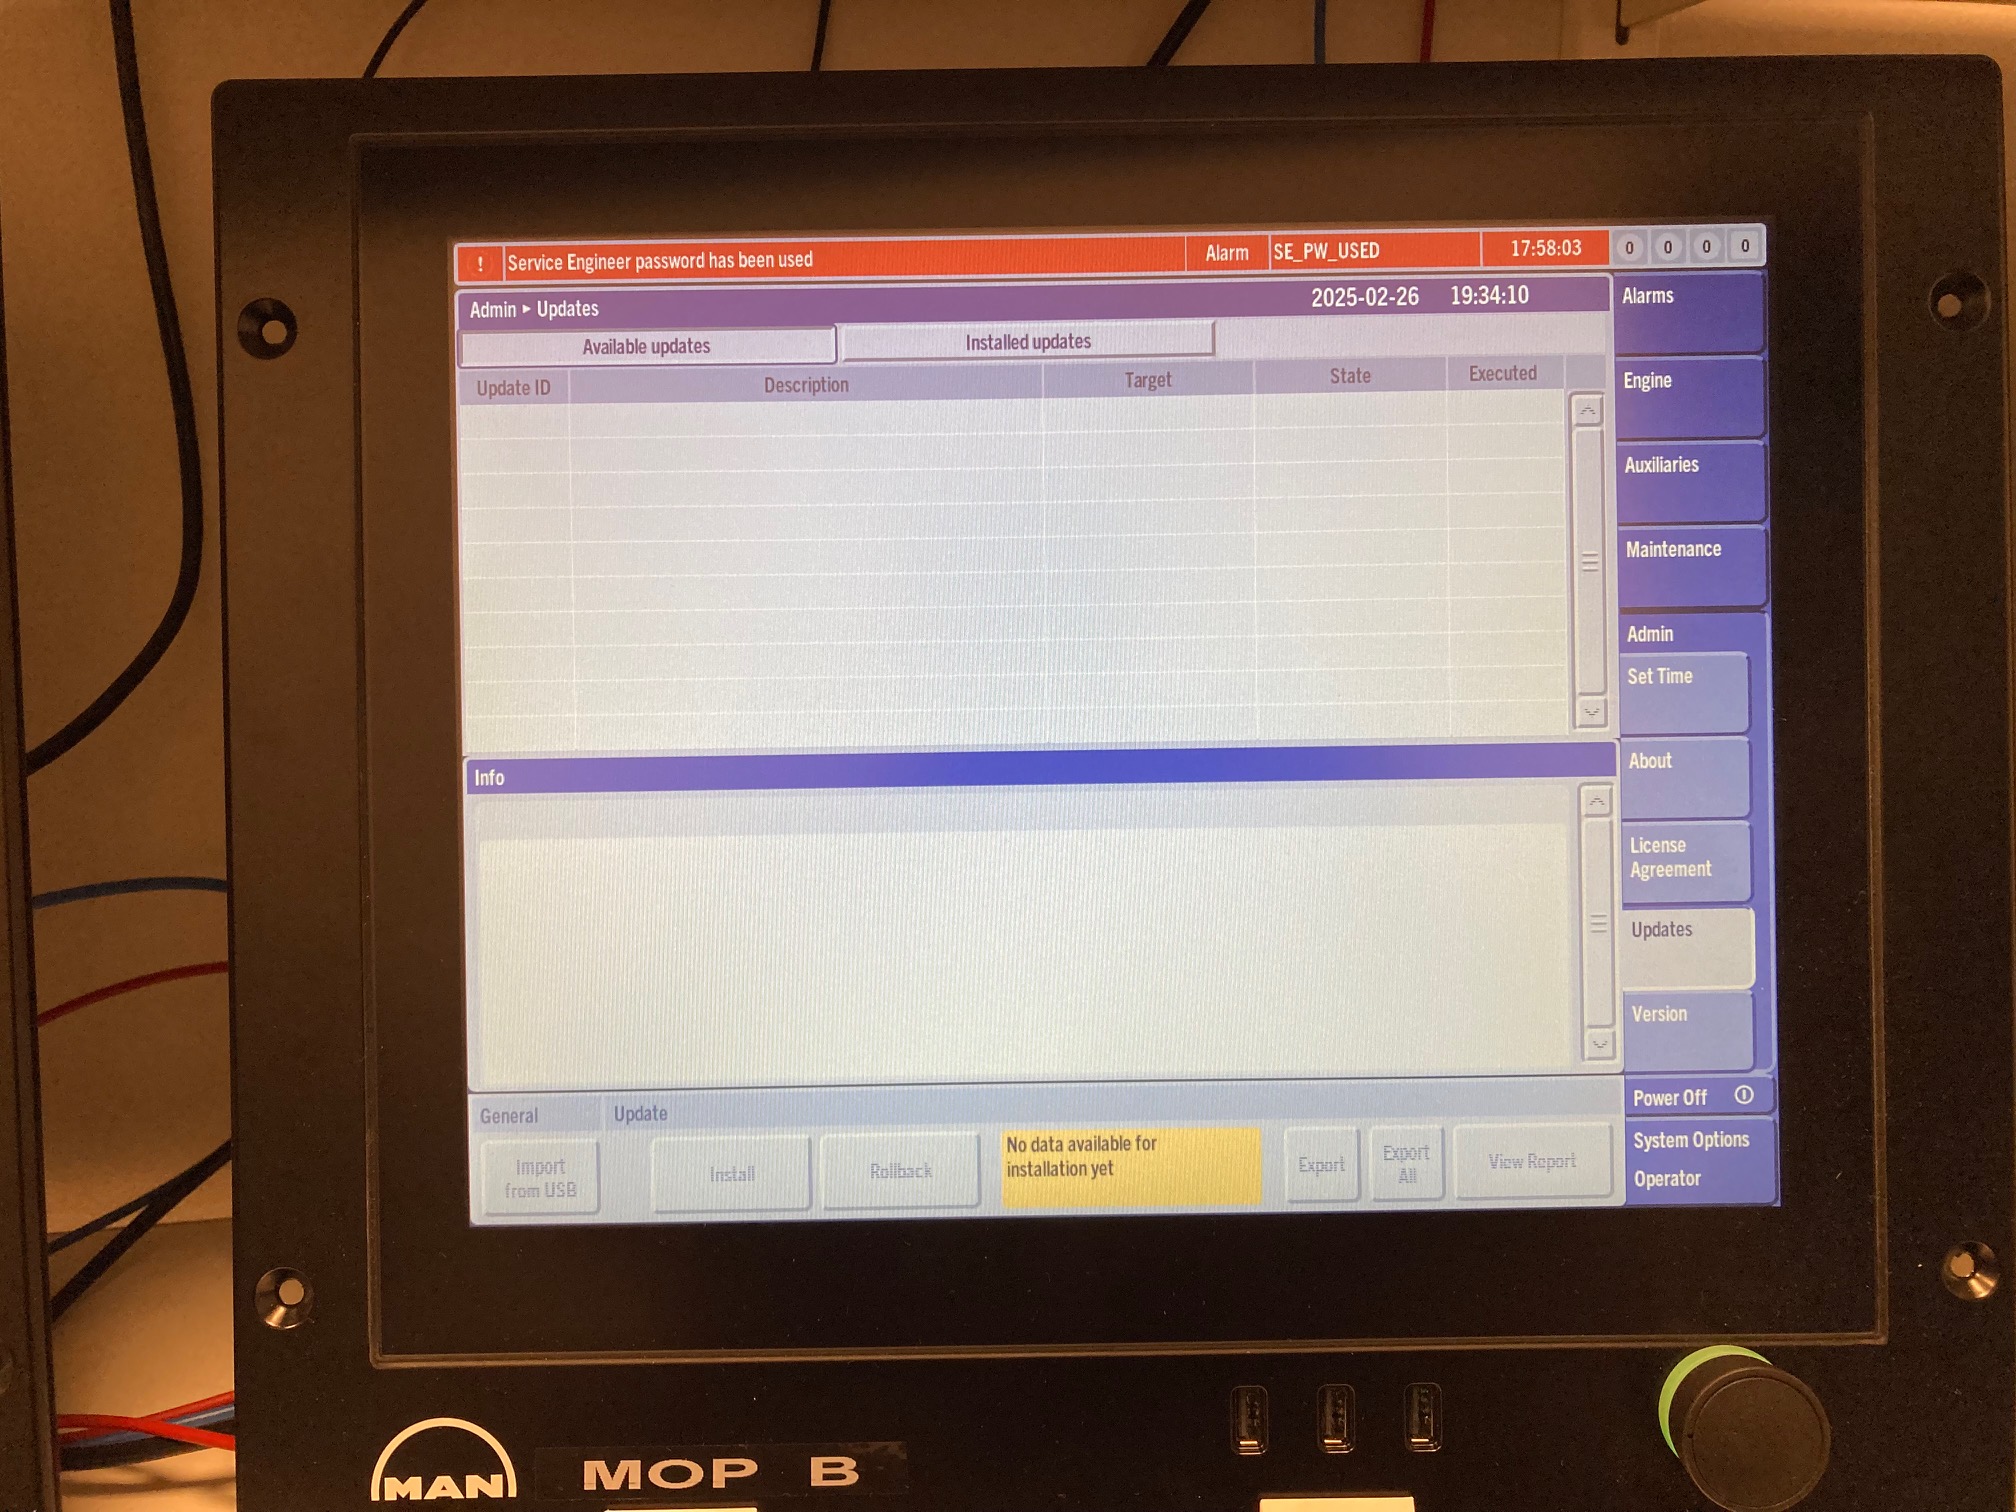 ! Service Engineer password has been used Alarm SE_PW_USED 17:58:03 0 0 0 0
Admin ▸ Updates 2025-02-26 19:34:10
Available updates Installed updates
Update ID Description Target State Executed
Info
General Update
Import
from USB
Install
Rollback
No data available for
installation yet
Export
Export
All
View Report
Alarms
Engine
Auxiliaries
Maintenance
Admin
Set Time
About
License
Agreement
Updates
Version
Power Off
System Options
Operator
MAN
MOP B